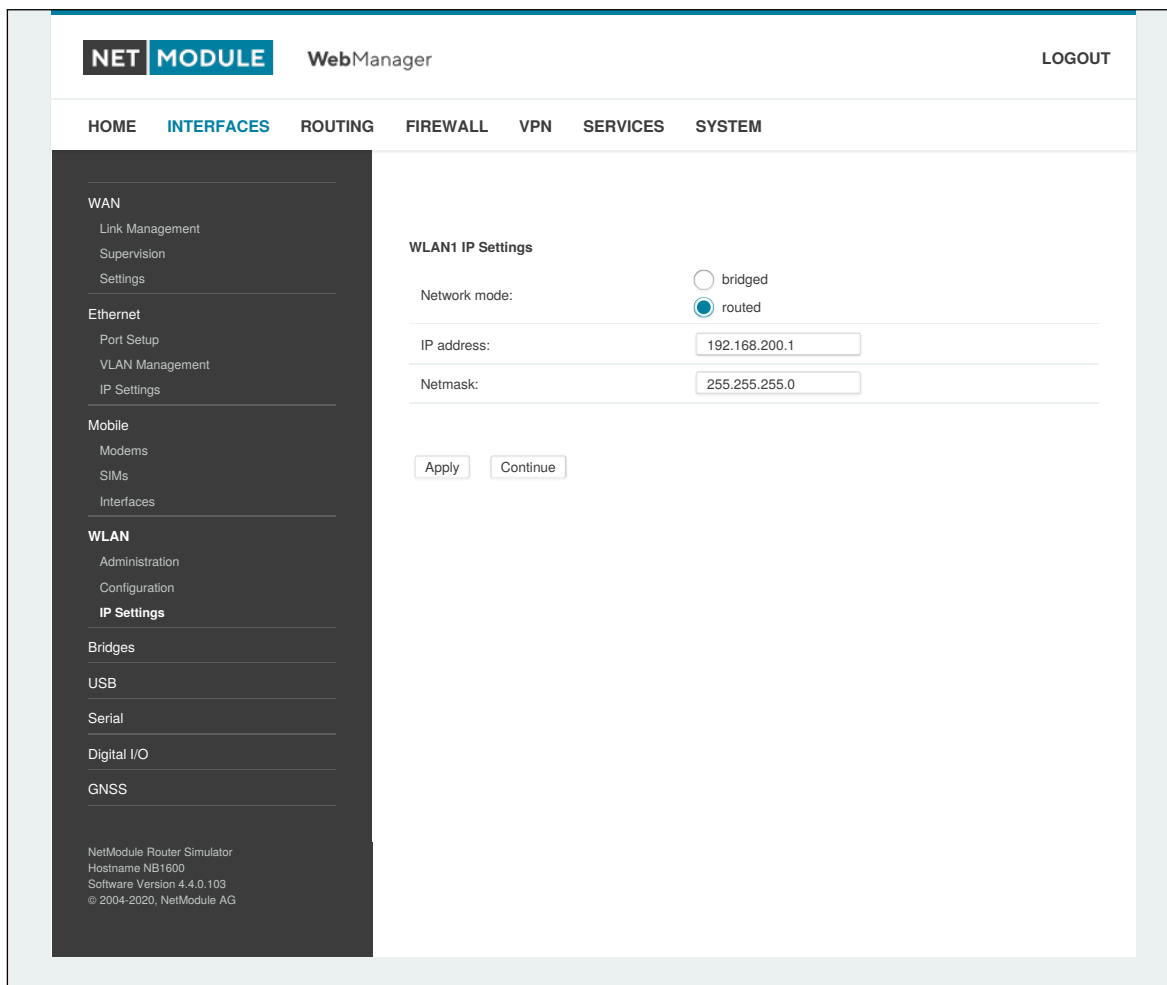 NET MODULE WebManager LOGOUT
HOME INTERFACES ROUTING FIREWALL VPN SERVICES SYSTEM
WAN
Link Management
Supervision
Settings
Ethernet
Port Setup
VLAN Management
IP Settings
Mobile
Modems
SIMs
Interfaces
WLAN
Administration
Configuration
IP Settings
Bridges
USB
Serial
Digital I/O
GNSS
NetModule Router Simulator
Hostname NB1600
Software Version 4.4.0.103
© 2004-2020, NetModule AG
WLAN1 IP Settings
Network mode:
bridged
routed
IP address: 192.168.200.1
Netmask: 255.255.255.0
Apply Continue